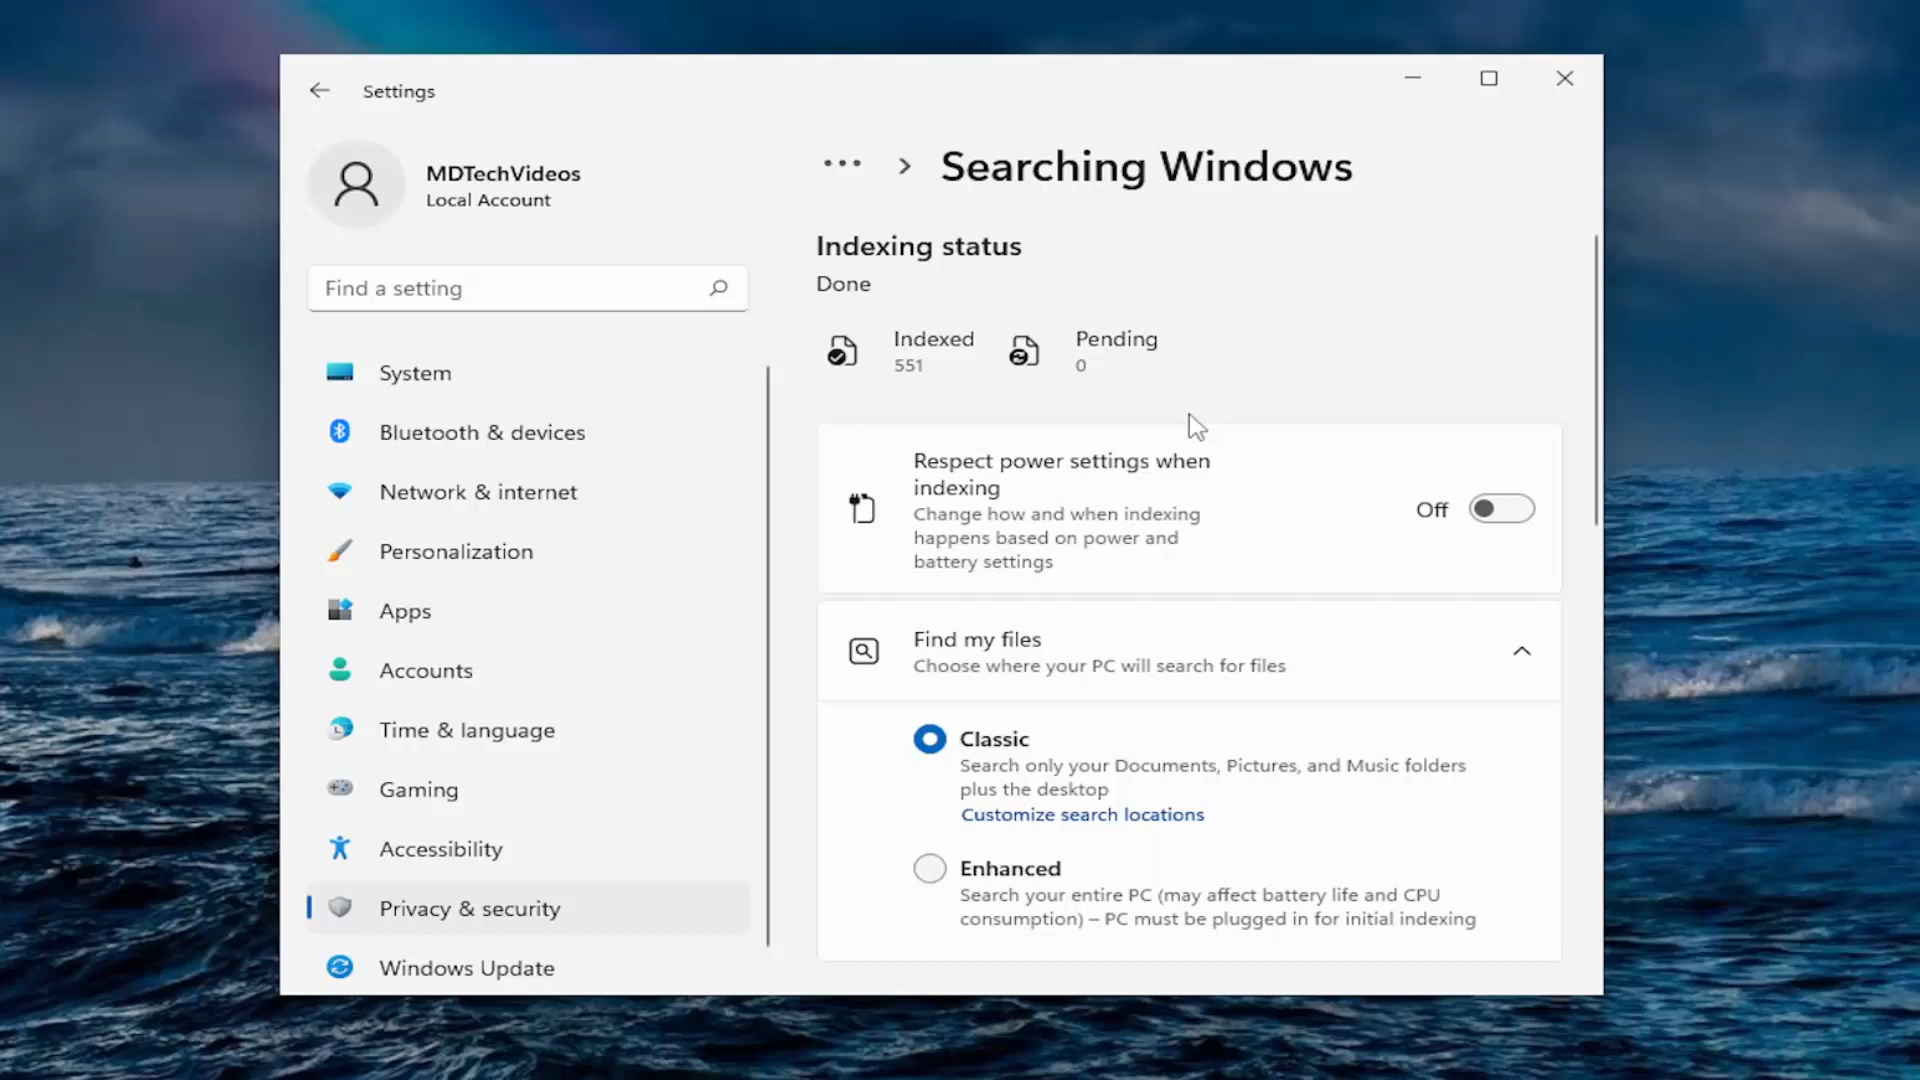 Settings
MDTechVideos
Local Account
Find a setting
System
Bluetooth & devices
Network & internet
Personalization
Apps
Accounts
Time & language
Gaming
Accessibility
Privacy & security
Windows Update
... > Searching Windows
Indexing status
Done
Indexed
551
Pending
0
Respect power settings when
indexing
Change how and when indexing
happens based on power and
battery settings
Off
Find my files
Choose where your PC will search for files
Classic
Search only your Documents, Pictures, and Music folders
plus the desktop
Customize search locations
Enhanced
Search your entire PC (may affect battery life and CPU
consumption) – PC must be plugged in for initial indexing